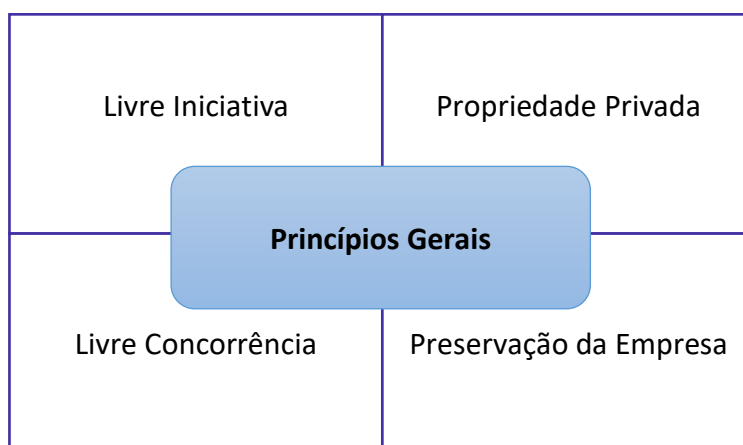 Livre Iniciativa
Propriedade Privada
Princípios Gerais
Livre Concorrência
Preservação da Empresa